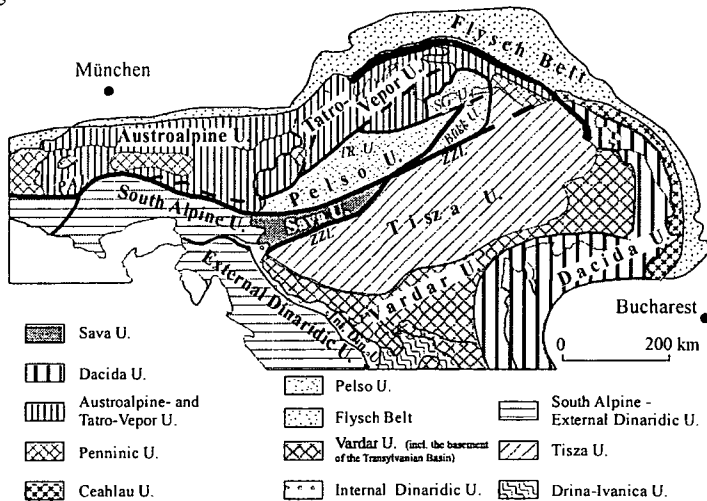 Flysch Belt
München
Tatro-
Vepor U.
SG. U.
Austroalpine U.
TR. U.
Bükk U.
ZZL
P.A.L.
Pelso U.
South Alpine U.
Sava U.
ZZL
Tisza U.
External Dinaridic U.
Int. Din. U.
Vardar U.
Dacida U.
Bucharest
0 200 km
Sava U.
Dacida U.
Austroalpine- and
Tatro-Vepor U.
Penninic U.
Ceahlau U.
Pelso U.
Flysch Belt
Vardar U. (incl. the basement
of the Transylvanian Basin)
Internal Dinaridic U.
South Alpine -
External Dinaridic U.
Tisza U.
Drina-Ivanica U.